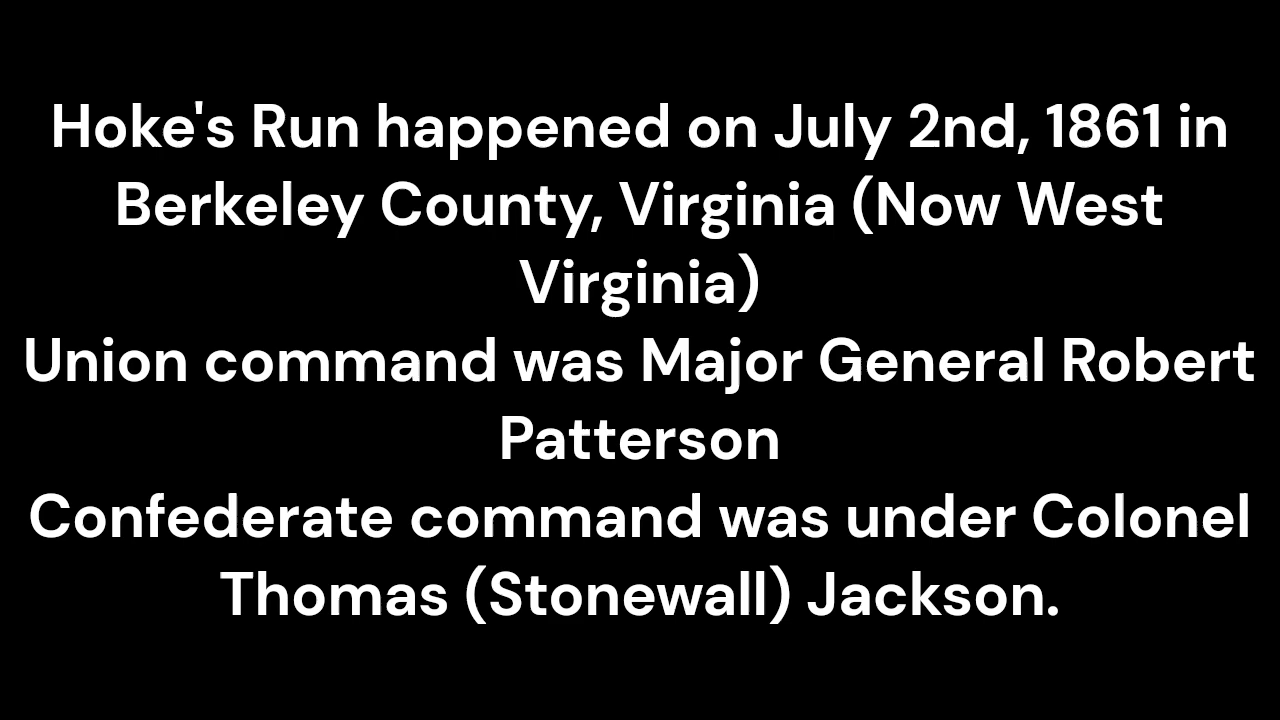 Hoke's Run happened on July 2nd, 1861 in
Berkeley County, Virginia (Now West
Virginia)
Union command was Major General Robert
Patterson
Confederate command was under Colonel
Thomas (Stonewall) Jackson.